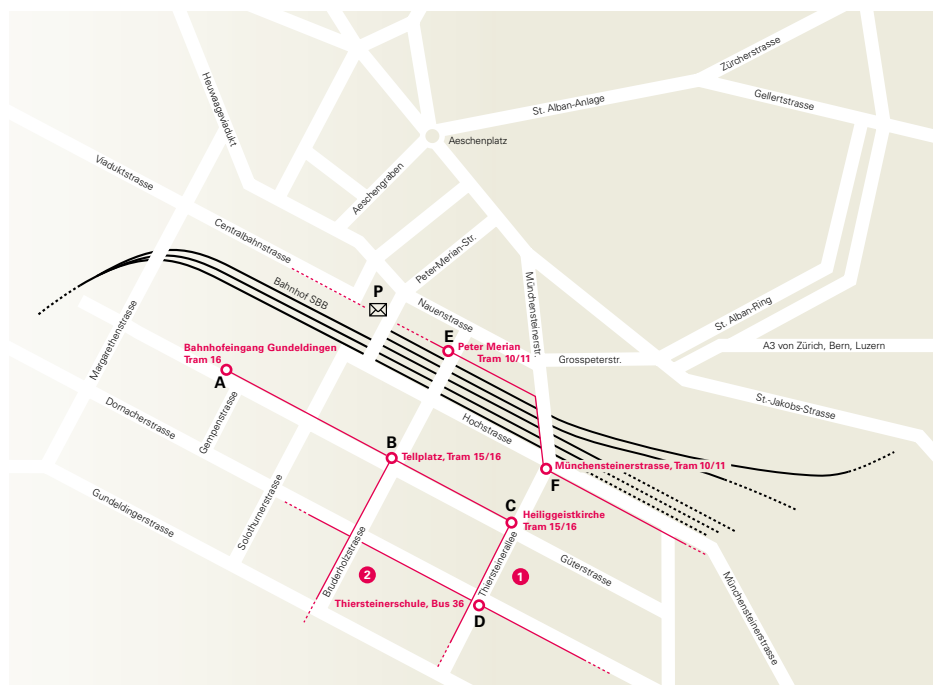 Zürcherstrasse
Heuwaageviadukt
Gellertstrasse
St. Alban-Anlage
Aeschenplatz
Viaduktstrasse
Aeschengraben
Centralbahnstrasse
Peter-Merian-Str.
Bahnhof SBB
P
Münchensteinerstr.
Nauenstrasse
St. Alban-Ring
Margarethenstrasse
E
Peter Merian
Tram 10/11
Grosspeterstr.
A3 von Zürich, Bern, Luzern
Bahnhofeingang Gundeldingen
Tram 16
A
Dornacherstrasse
Gempenstrasse
Hochstrasse
St.-Jakobs-Strasse
B
Tellplatz, Tram 15/16
Münchensteinerstrasse, Tram 10/11
F
Gundeldingerstrasse
Solothurnerstrasse
C
Heiliggeistkirche
Tram 15/16
Bruderholzstrasse
Thiersteinerallee
Güterstrasse
2
1
Thiersteinerschule, Bus 36
D
Münchensteinerstrasse